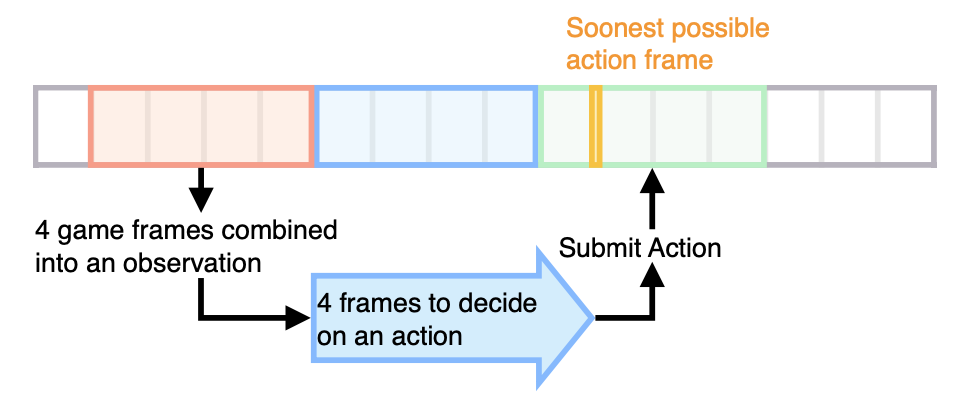 Soonest possible
action frame
4 game frames combined
into an observation
Submit Action
4 frames to decide
on an action